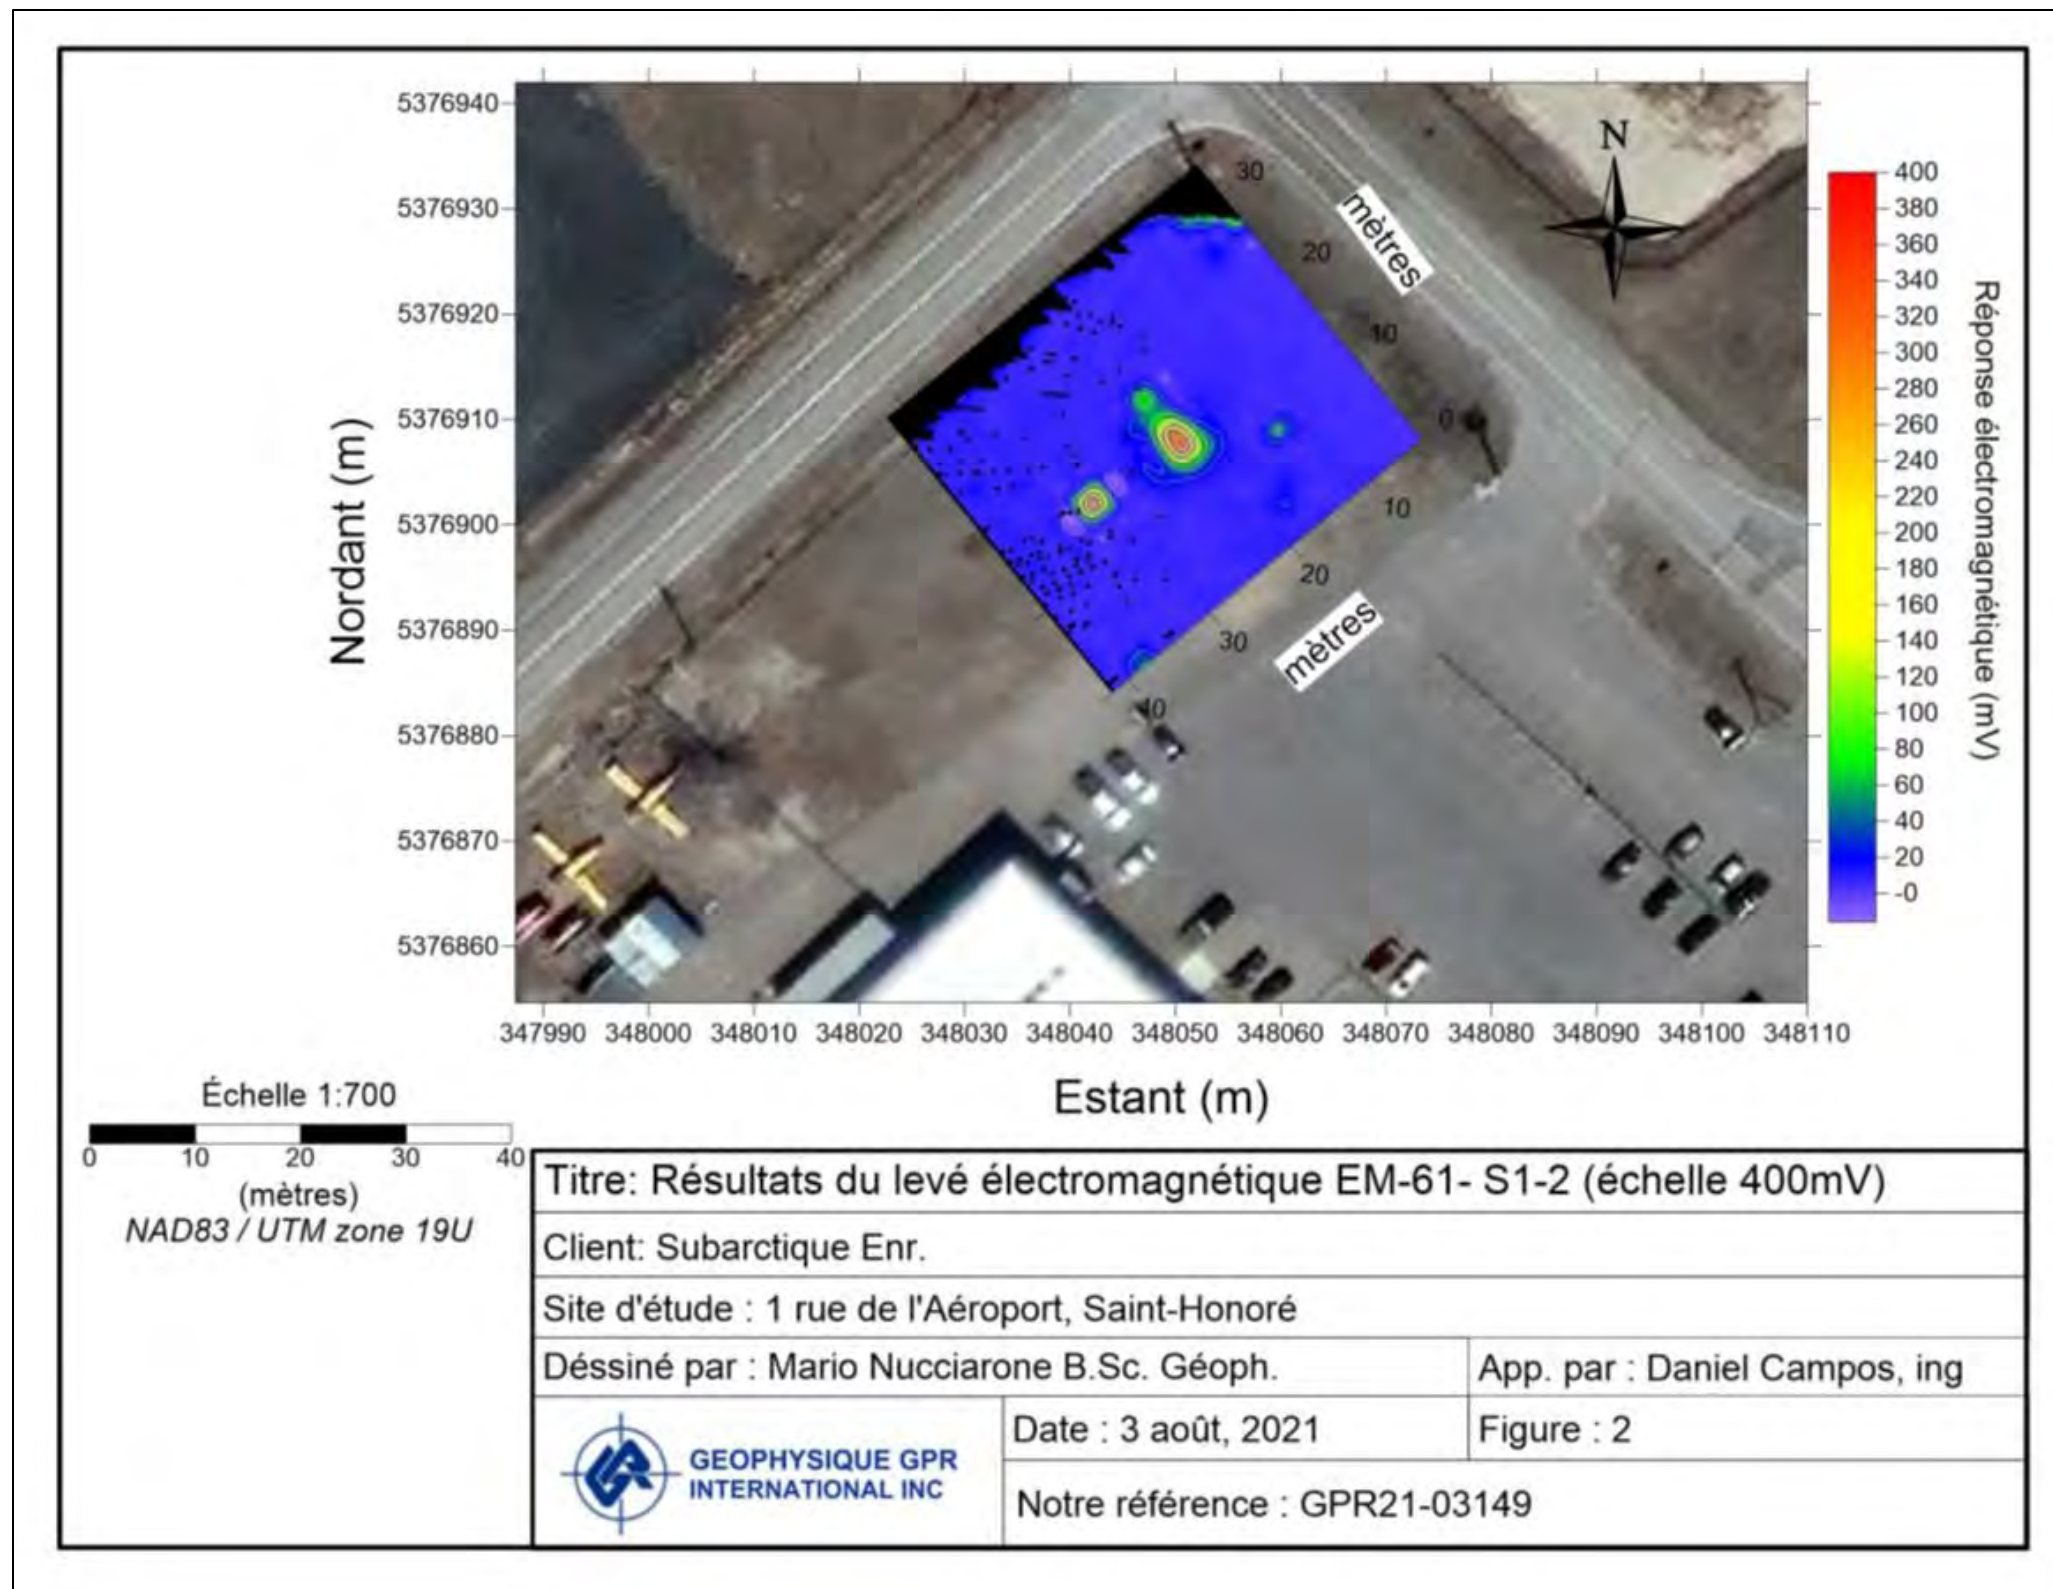 5376940
5376930
5376920
5376910
5376900
5376890
5376880
5376870
5376860
Nordant (m)
N
30
20
10
0
mètres
10
20
30
40
mètres
400
380
360
340
320
300
280
260
240
220
200
180
160
140
120
100
80
60
40
20
-0
Réponse électromagnétique (mV)
347990 348000 348010 348020 348030 348040 348050 348060 348070 348080 348090 348100 348110
Estant (m)
Échelle 1:700
0 10 20 30 40
(mètres)
NAD83 / UTM zone 19U
Titre: Résultats du levé électromagnétique EM-61- S1-2 (échelle 400mV)
Client: Subarctique Enr.
Site d'étude : 1 rue de l'Aéroport, Saint-Honoré
Déssiné par : Mario Nucciarone B.Sc. Géoph.
App. par : Daniel Campos, ing
GEOPHYSIQUE GPR
INTERNATIONAL INC
Date : 3 août, 2021
Figure : 2
Notre référence : GPR21-03149